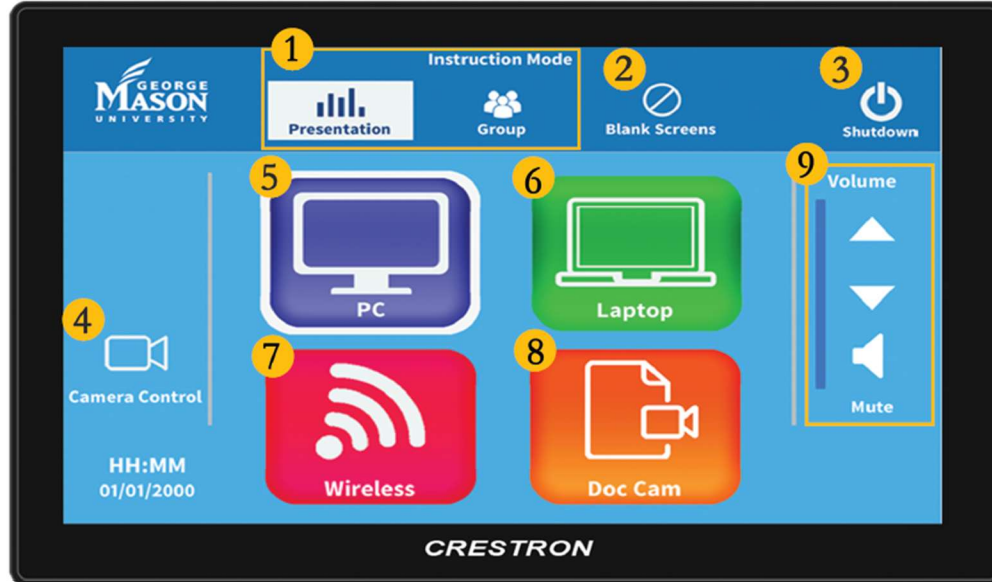 1
Instruction Mode
GEORGE
MASON
UNIVERSITY
Presentation
Group
2
Blank Screens
3
Shutdown
4
Camera Control
HH:MM
01/01/2000
5
PC
6
Laptop
7
Wireless
8
Doc Cam
9
Volume
Mute
CRESTRON